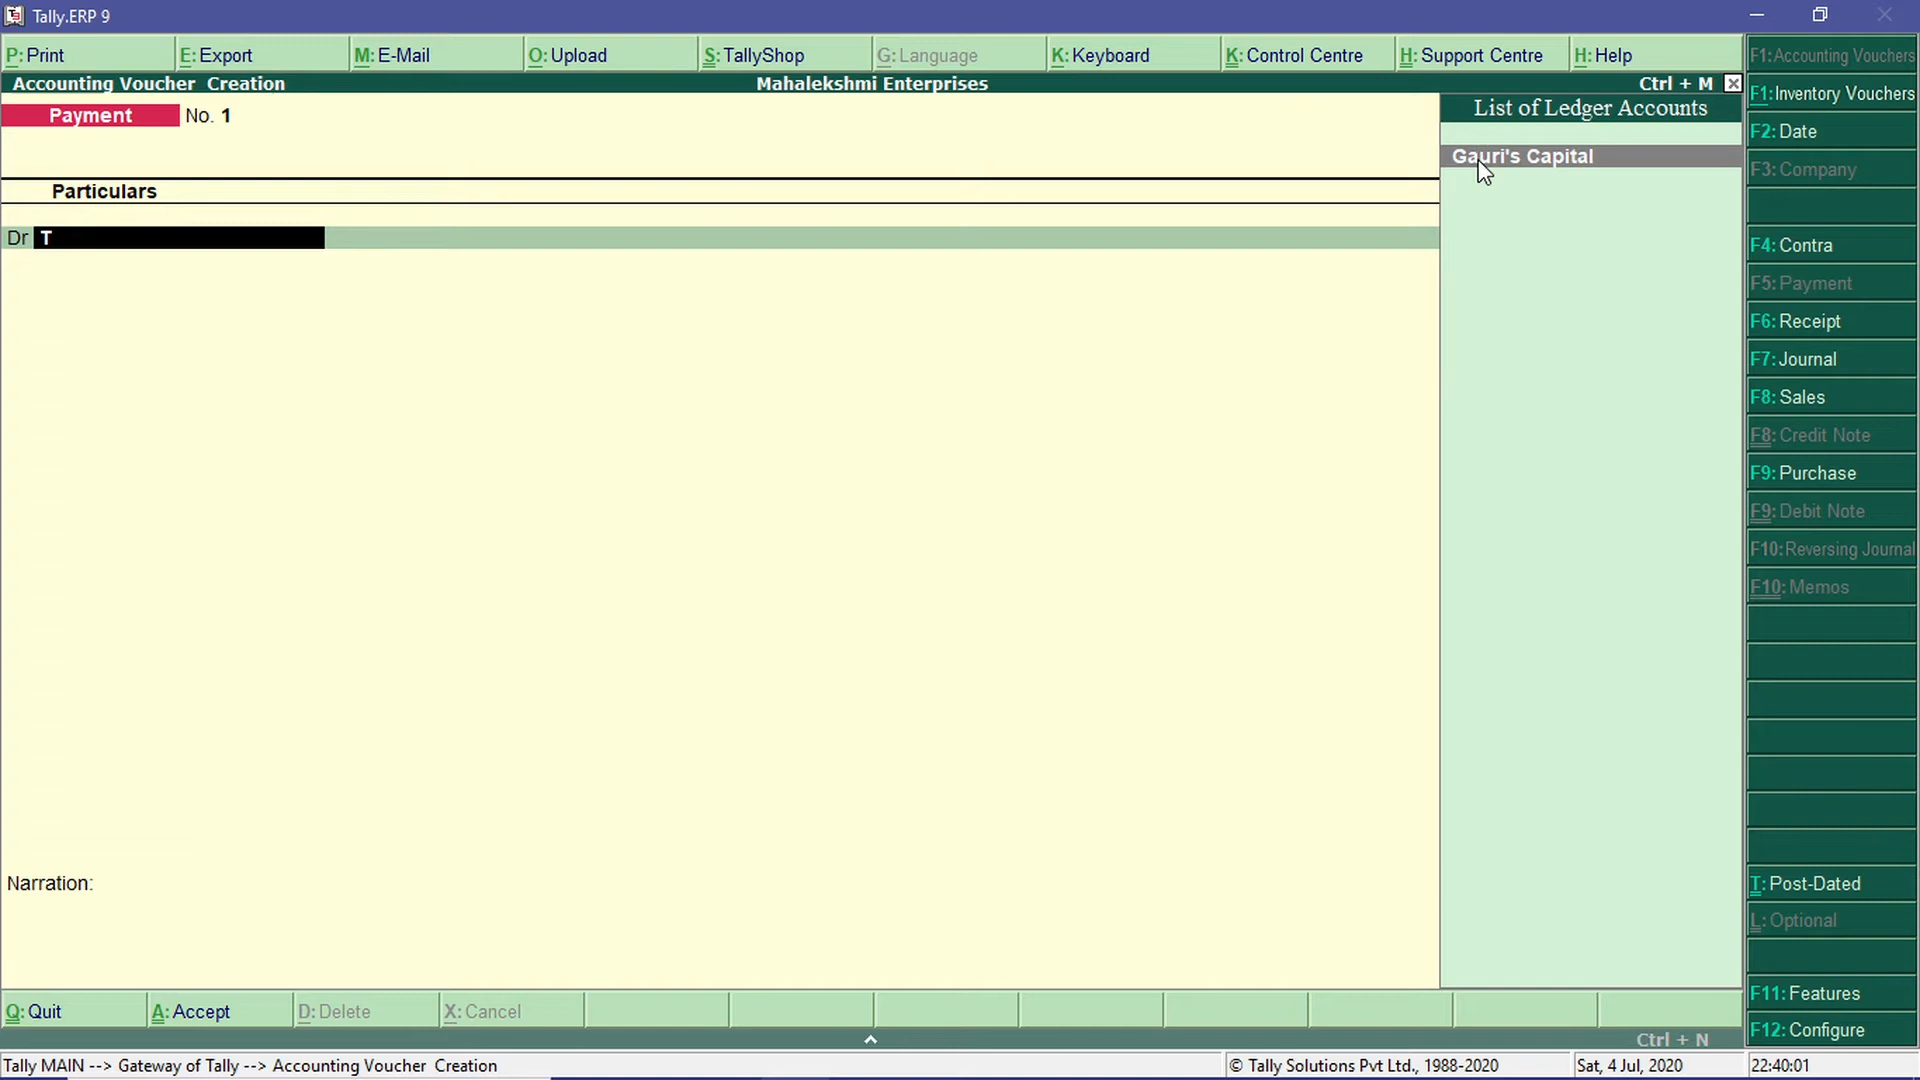 Tally.ERP 9
P: Print E: Export M: E-Mail O: Upload S: TallyShop G: Language K: Keyboard K: Control Centre H: Support Centre H: Help
Accounting Voucher Creation Mahalekshmi Enterprises Ctrl + M
Payment No. 1
Particulars
Dr T
Narration:
List of Ledger Accounts
Gauri's Capital
F1: Accounting Vouchers
F1: Inventory Vouchers
F2: Date
F3: Company
F4: Contra
F5: Payment
F6: Receipt
F7: Journal
F8: Sales
F8: Credit Note
F9: Purchase
F9: Debit Note
F10: Reversing Journal
F10: Memos
T: Post-Dated
L: Optional
F11: Features
F12: Configure
Q: Quit A: Accept D: Delete X: Cancel
Ctrl + N
Tally MAIN --> Gateway of Tally --> Accounting Voucher Creation © Tally Solutions Pvt Ltd., 1988-2020 Sat, 4 Jul, 2020 22:40:01